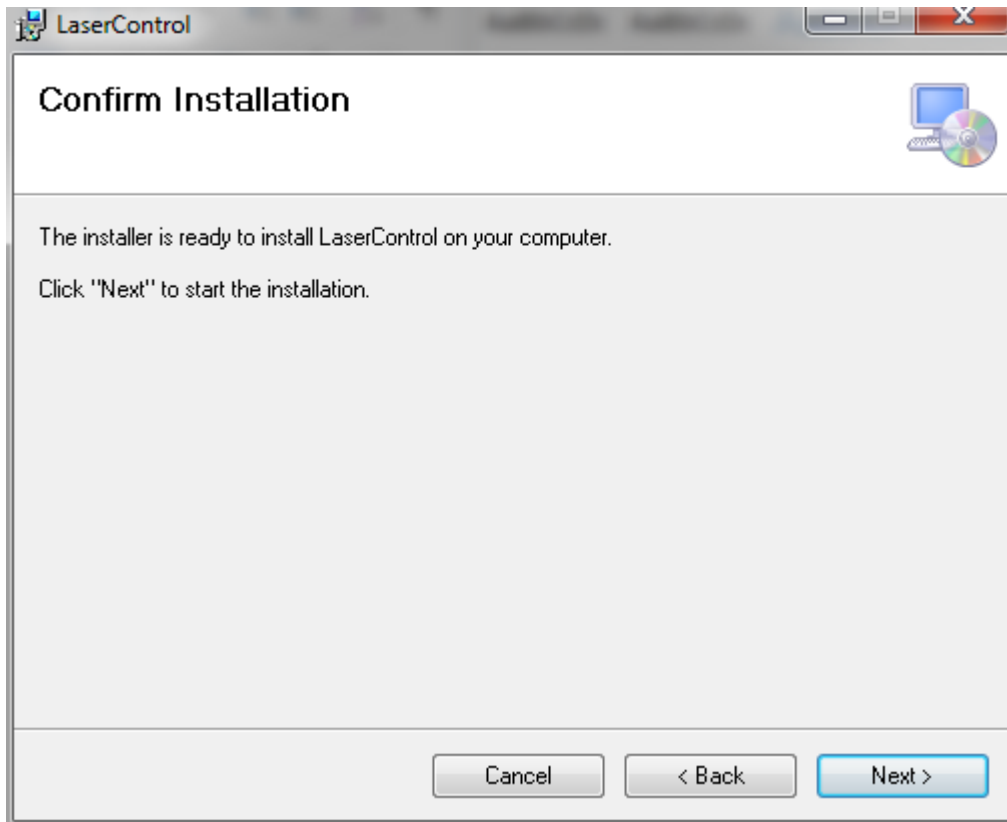 LaserControl
Confirm Installation
The installer is ready to install LaserControl on your computer.
Click "Next" to start the installation.
Cancel
< Back
Next >